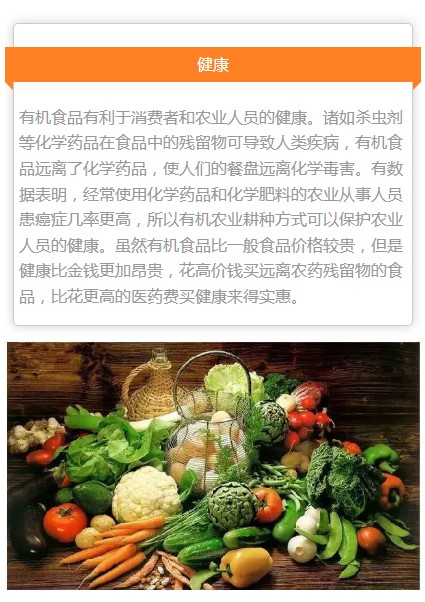 健康
有机食品有利于消费者和农业人员的健康。诸如杀虫剂
等化学药品在食品中的残留物可导致人类疾病，有机食
品远离了化学药品，使人们的餐盘远离化学毒害。有数
据表明，经常使用化学药品和化学肥料的农业从事人员
患癌症几率更高，所以有机农业耕种方式可以保护农业
人员的健康。虽然有机食品比一般食品价格较贵，但是
健康比金钱更加昂贵，花高价钱买远离农药残留物的食
品，比花更高的医药费买健康来得实惠。